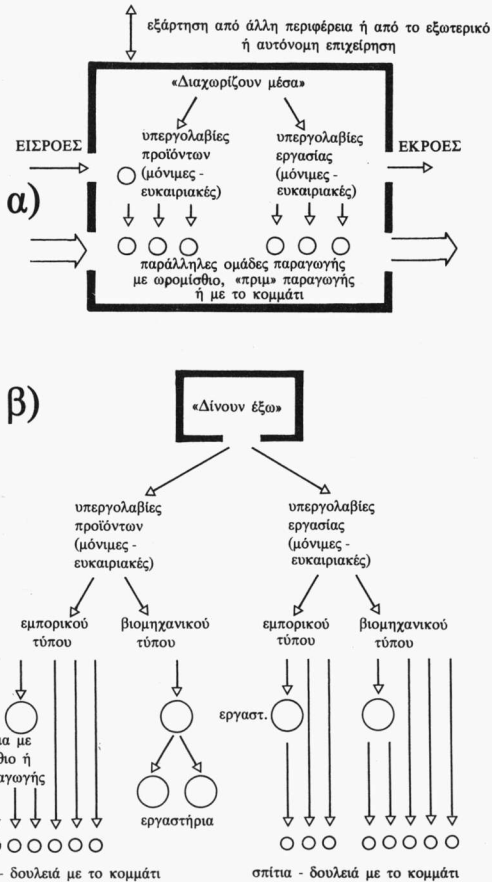 εξάρτηση από άλλη περιφέρεια ή από το εξωτερικό
ή αυτόνομη επιχείρηση
«Διαχωρίζουν μέσα»
ΕΙΣΡΟΕΣ
υπεργολαβίες
προϊόντων
(μόνιμες -
ευκαιριακές)
υπεργολαβίες
εργασίας
(μόνιμες -
ευκαιριακές)
ΕΚΡΟΕΣ
α)
παράλληλες ομάδες παραγωγής
με ωρομίσθιο, «πριμ» παραγωγής
ή με το κομμάτι
β)
«Δίνουν έξω»
υπεργολαβίες
προϊόντων
(μόνιμες -
ευκαιριακές)
υπεργολαβίες
εργασίας
(μόνιμες -
ευκαιριακές)
εμπορικού
τύπου
βιομηχανικού
τύπου
εμπορικού
τύπου
βιομηχανικού
τύπου
εργαστ.
με
ή
εργαστήρια
- δουλειά με το κομμάτι
σπίτια - δουλειά με το κομμάτι